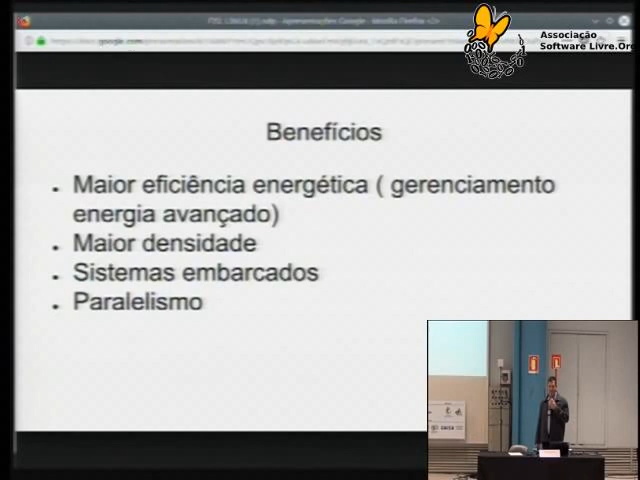 Associação
Software Livre.Org
Benefícios
Maior eficiência energética ( gerenciamento
energia avançado)
Maior densidade
Sistemas embarcados
Paralelismo